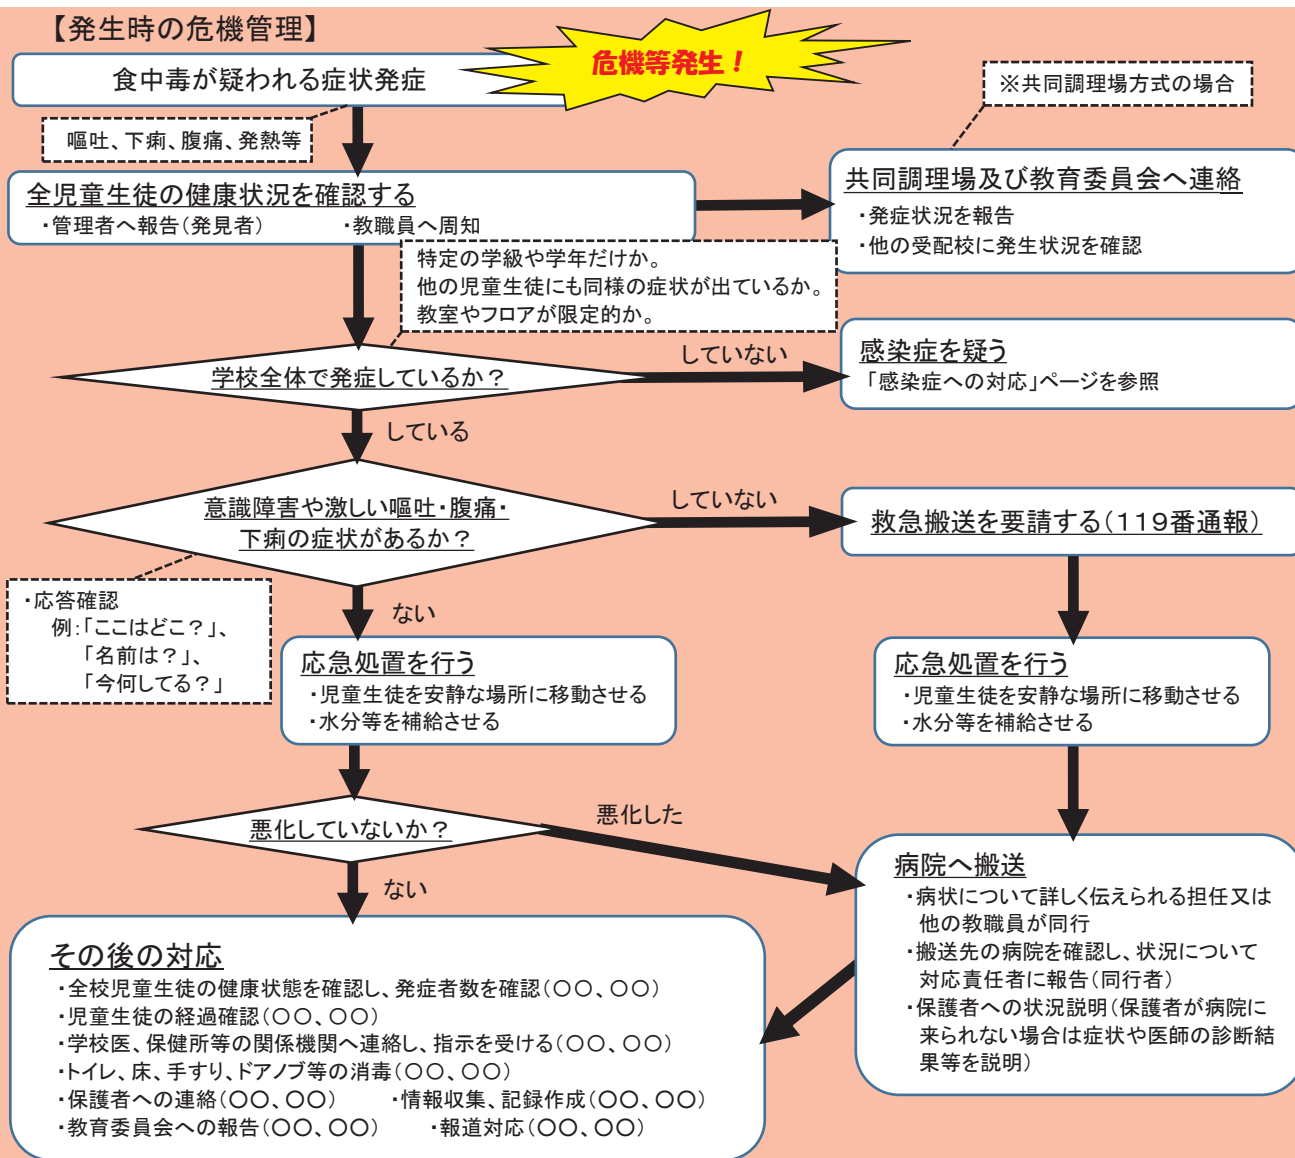 【発生時の危機管理】
危機等発生！
食中毒が疑われる症状発症
※共同調理場方式の場合
嘔吐、下痢、腹痛、発熱等
全児童生徒の健康状況を確認する
・管理者へ報告(発見者)
・教職員へ周知
共同調理場及び教育委員会へ連絡
・発症状況を報告
・他の受配校に発生状況を確認
特定の学級や学年だけか。
他の児童生徒にも同様の症状が出ているか。
教室やフロアが限定的か。
学校全体で発症しているか？
していない
感染症を疑う
「感染症への対応」ページを参照
している
意識障害や激しい嘔吐・腹痛・
下痢の症状があるか？
していない
救急搬送を要請する(119番通報)
・応答確認
例：「ここはどこ？」、
「名前は？」、
「今何してる？」
ない
応急処置を行う
・児童生徒を安静な場所に移動させる
・水分等を補給させる
応急処置を行う
・児童生徒を安静な場所に移動させる
・水分等を補給させる
悪化していないか？
悪化した
ない
病院へ搬送
・病状について詳しく伝えられる担任又は
他の教職員が同行
・搬送先の病院を確認し、状況について
対応責任者に報告(同行者)
・保護者への状況説明(保護者が病院に
来られない場合は症状や医師の診断結
果等を説明)
その後の対応
・全校児童生徒の健康状態を確認し、発症者数を確認(〇〇、〇〇)
・児童生徒の経過確認(〇〇、〇〇)
・学校医、保健所等の関係機関へ連絡し、指示を受ける(〇〇、〇〇)
・トイレ、床、手すり、ドアノブ等の消毒(〇〇、〇〇)
・保護者への連絡(〇〇、〇〇)　・情報収集、記録作成(〇〇、〇〇)
・教育委員会への報告(〇〇、〇〇)　・報道対応(〇〇、〇〇)